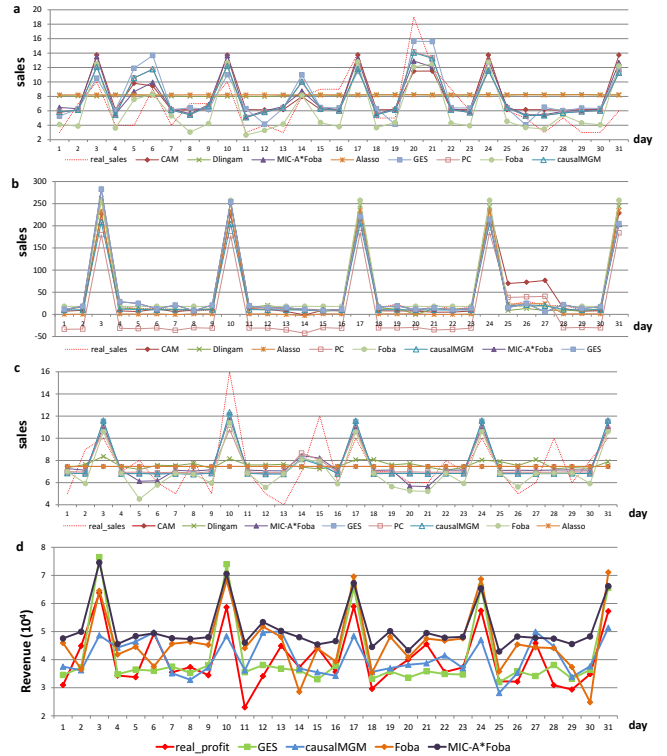 a
sales
20
18
16
14
12
10
8
6
4
2
1 2 3 4 5 6 7 8 9 10 11 12 13 14 15 16 17 18 19 20 21 22 23 24 25 26 27 28 29 30 31
day
real_sales CAM Dlingam MIC-A*Foba Alasso GES PC Foba causalMGM
b
sales
300
250
200
150
100
50
0
-50
1 2 3 4 5 6 7 8 9 10 11 12 13 14 15 16 17 18 19 20 21 22 23 24 25 26 27 28 29 30 31
day
real_sales CAM Dlingam Alasso PC Foba causalMGM MIC-A*Foba GES
c
sales
16
14
12
10
8
6
4
1 2 3 4 5 6 7 8 9 10 11 12 13 14 15 16 17 18 19 20 21 22 23 24 25 26 27 28 29 30 31
day
real_sales CAM Dlingam MIC-A*Foba GES PC causalMGM Foba Alasso
d
Revenue (10⁴)
8
7
6
5
4
3
2
1 2 3 4 5 6 7 8 9 10 11 12 13 14 15 16 17 18 19 20 21 22 23 24 25 26 27 28 29 30 31
day
real_profit GES causalMGM Foba MIC-A*Foba